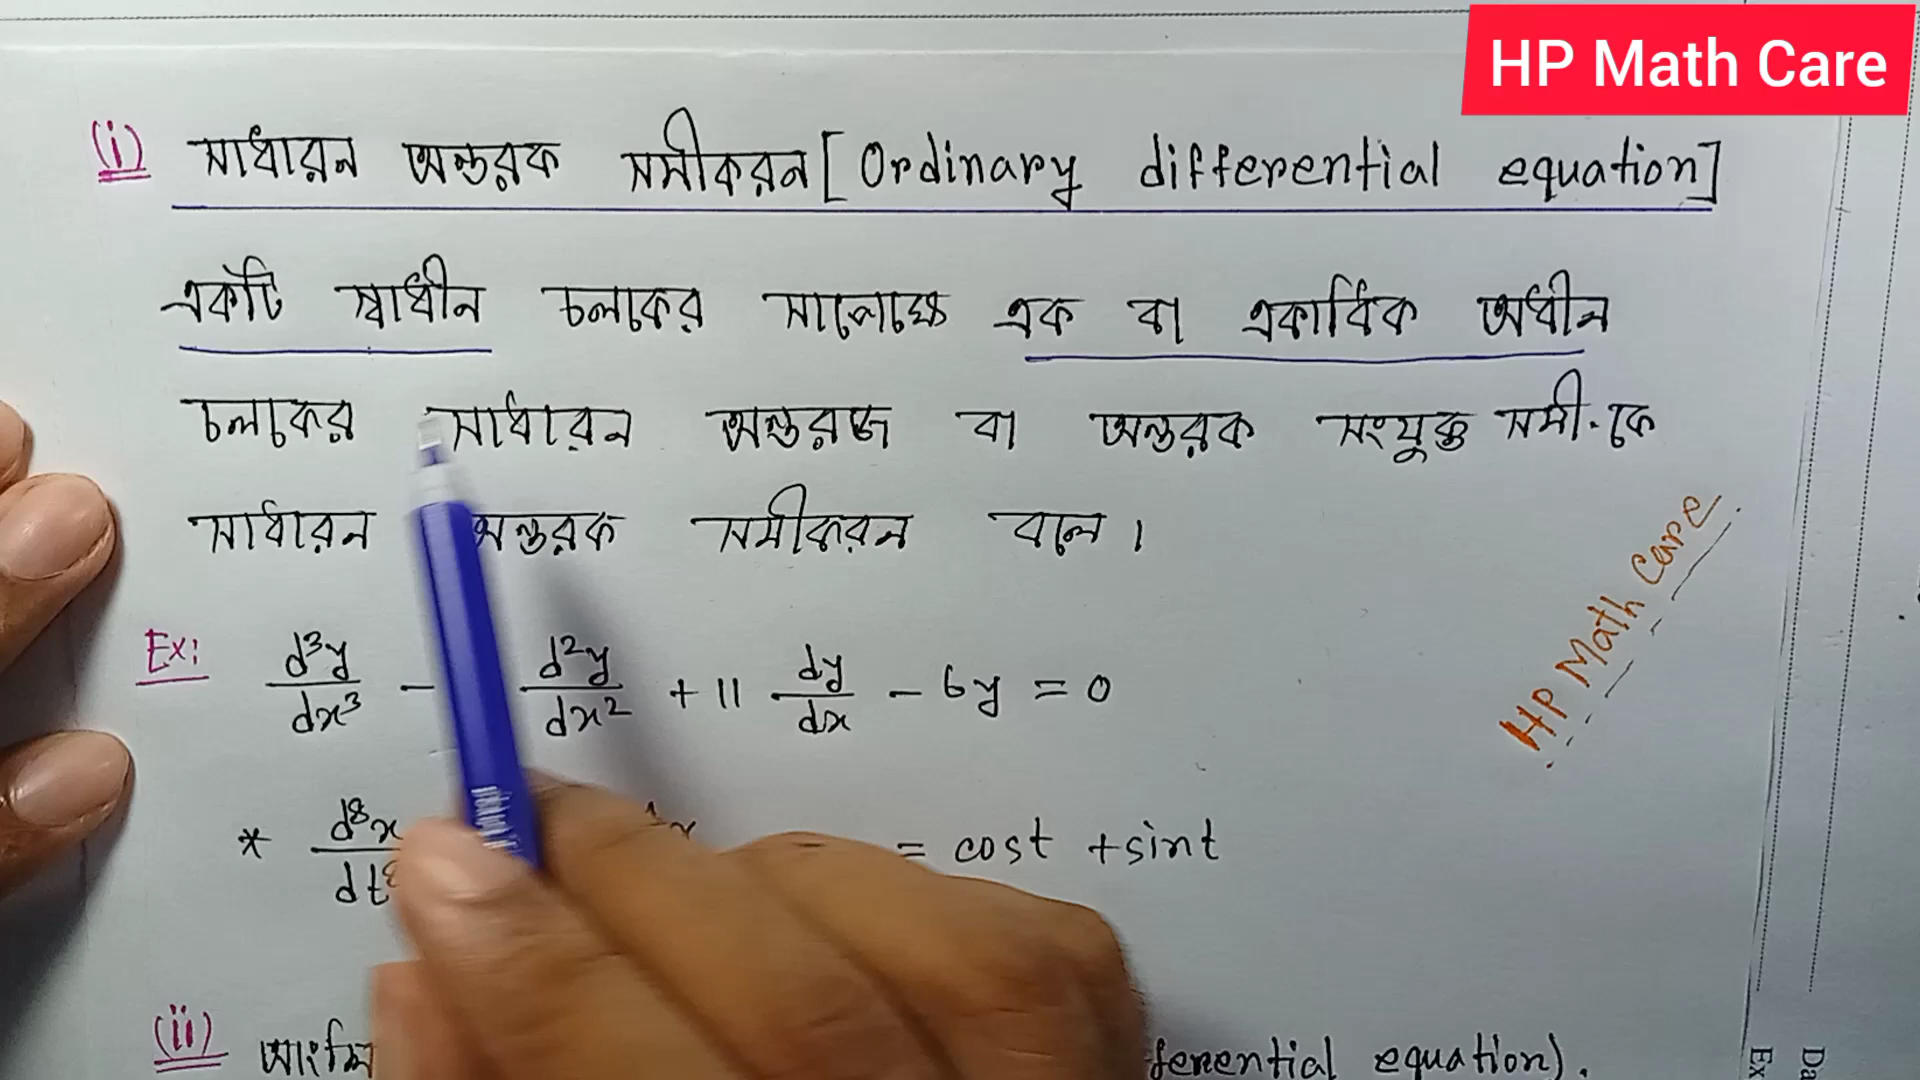 HP Math Care
(i) সাধারন অন্তরক সমীকরন [Ordinary differential equation]
একটি স্বাধীন চলকের সাপেক্ষে এক বা একাধিক অধীন
চলকের সাধারন অন্তরজ বা অন্তরক সংযুক্ত সমী.কে
সাধারন অন্তরক সমীকরন বলে।
Ex: d³y/dx³ - d²y/dx² + 11 dy/dx - 6y = 0
* d⁸x/dt⁸ = cost + sint
HP Math Care
(ii) ferential equation).